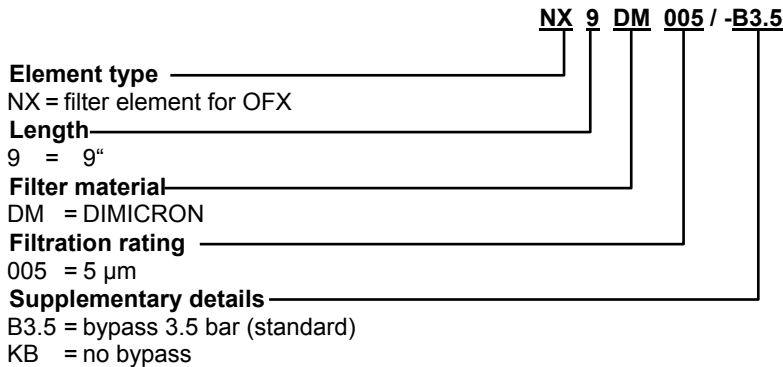 NX 9 DM 005 / -B3.5
Element type
NX = filter element for OFX
Length
9 = 9“
Filter material
DM = DIMICRON
Filtration rating
005 = 5 µm
Supplementary details
B3.5 = bypass 3.5 bar (standard)
KB = no bypass